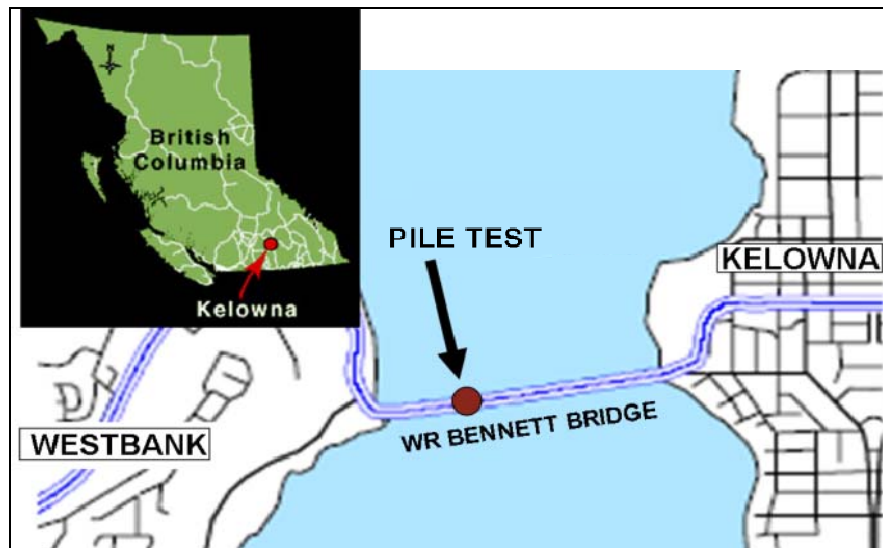 N
British
Columbia
Kelowna
PILE TEST
KELOWNA
WR BENNETT BRIDGE
WESTBANK